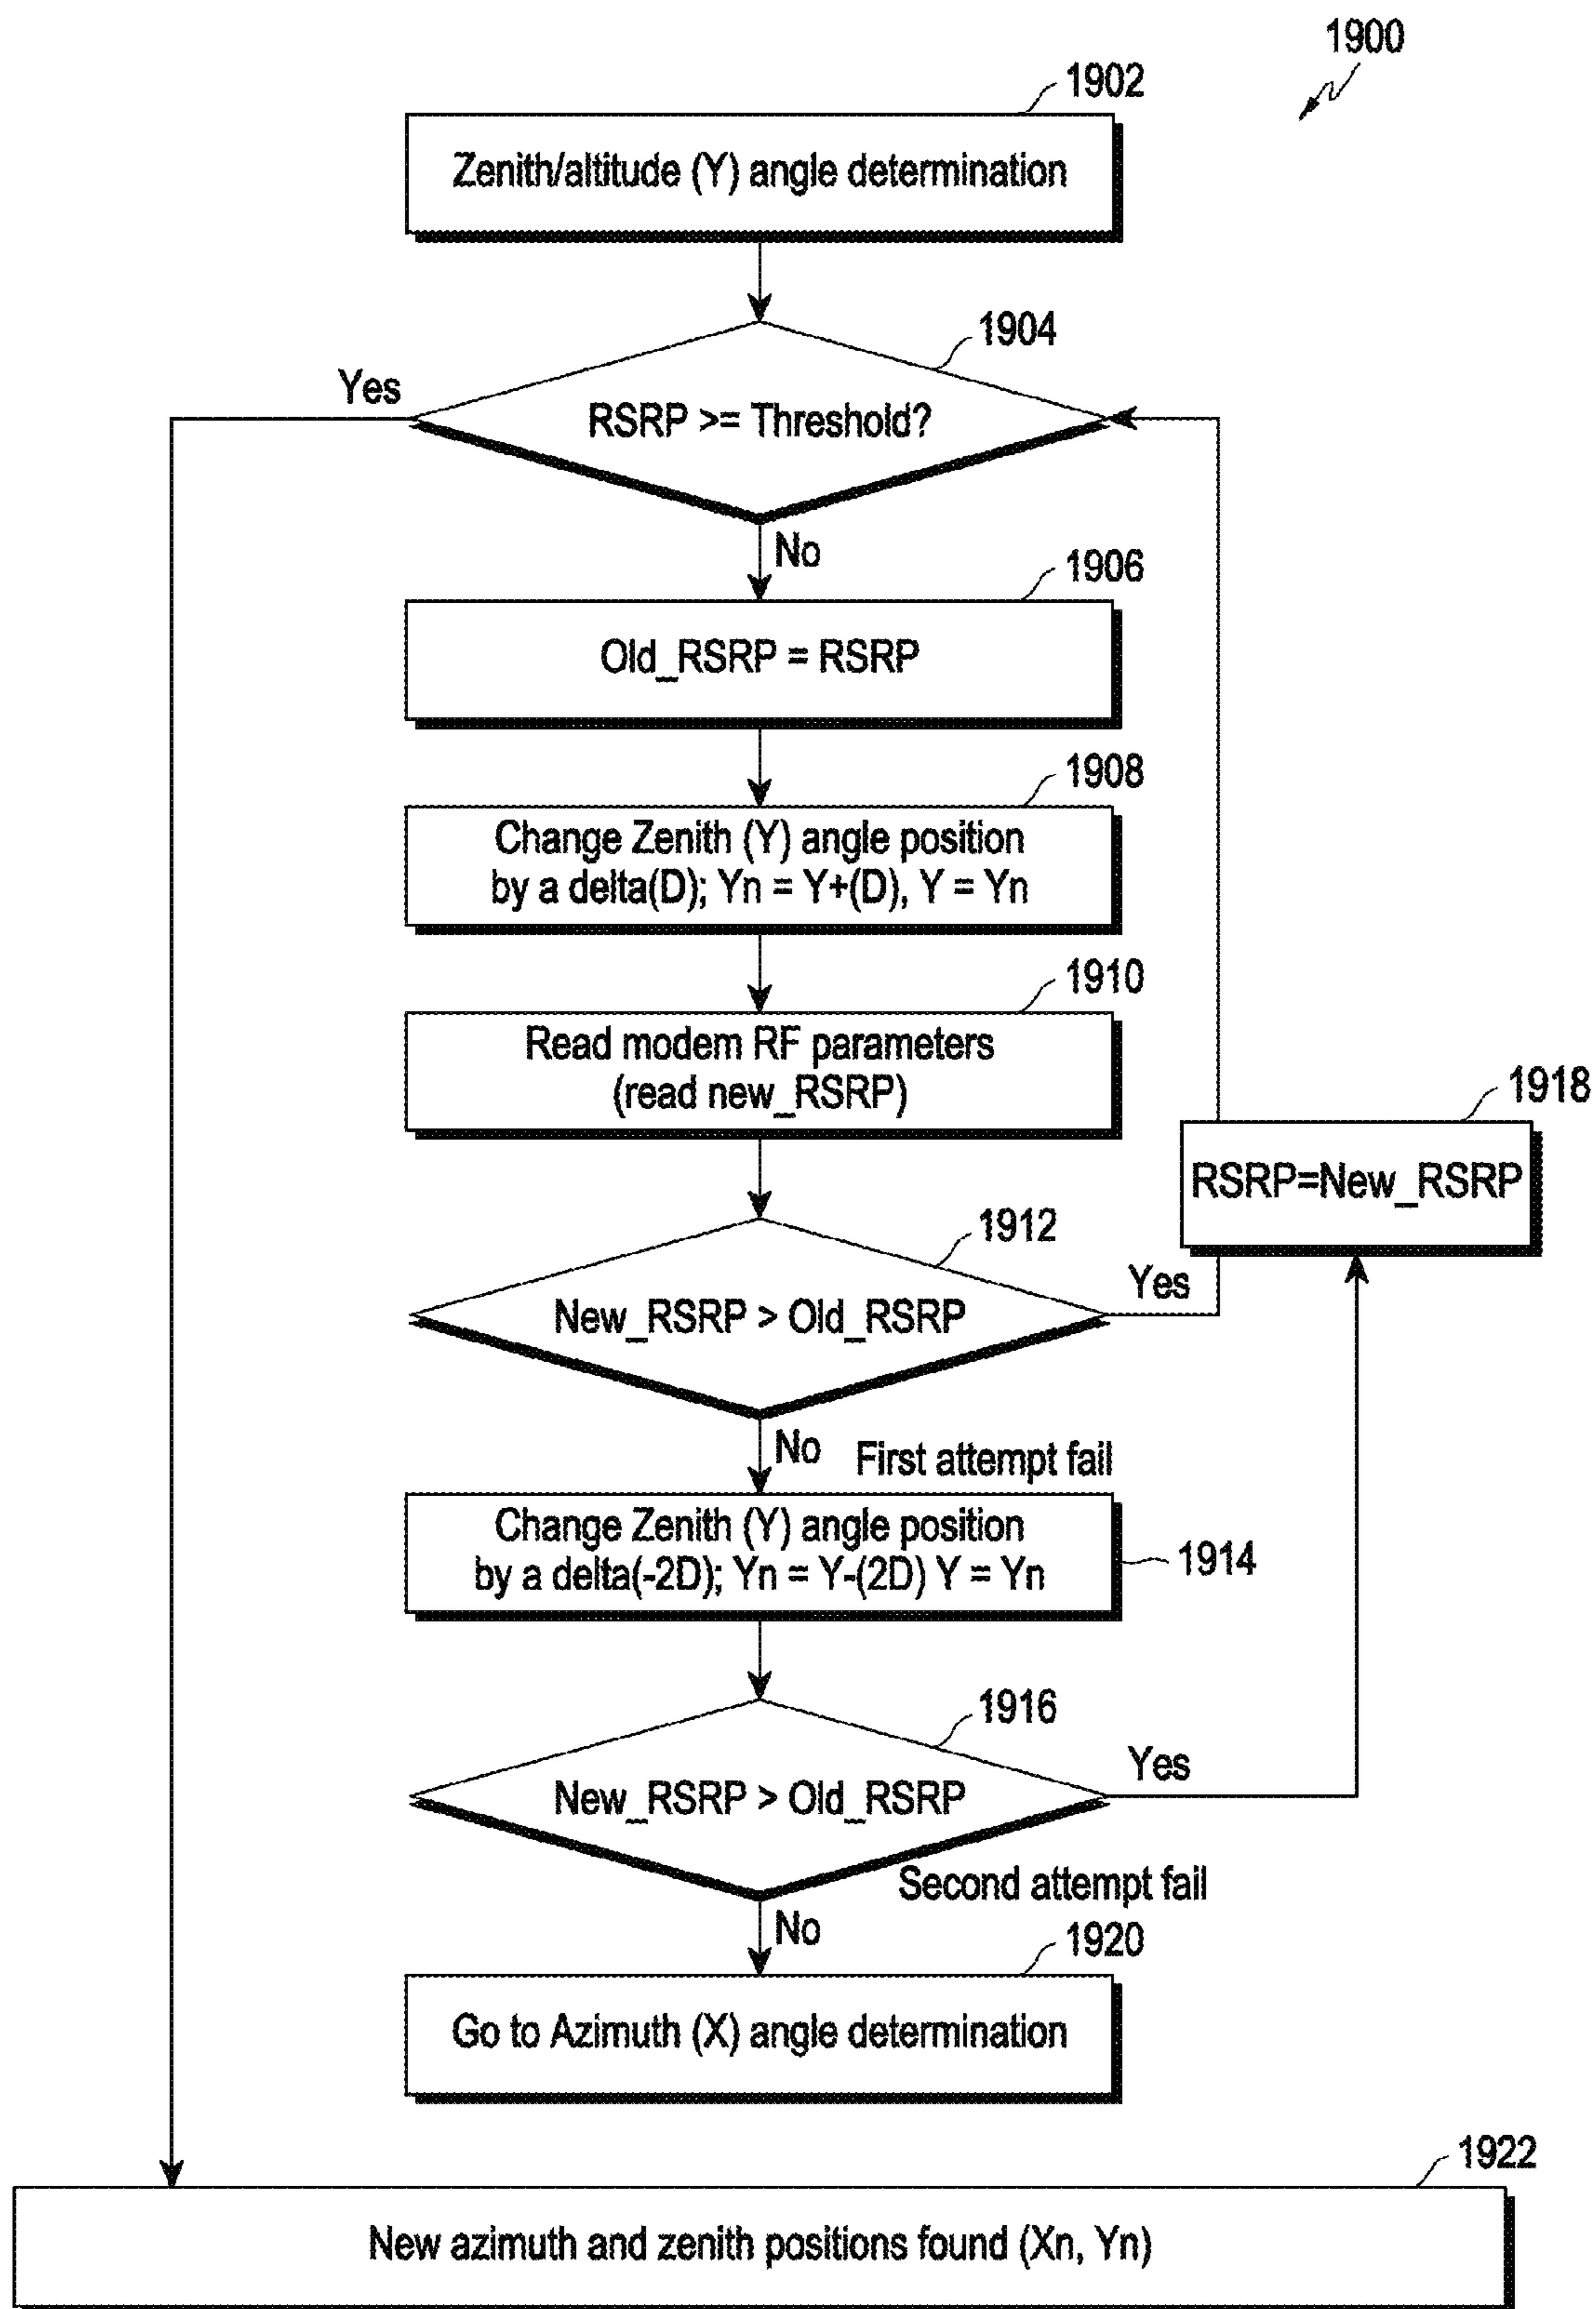 1900
1902
Zenith/altitude (Y) angle determination
1904
Yes
RSRP >= Threshold?
No
1906
Old_RSRP = RSRP
1908
Change Zenith (Y) angle position
by a delta(D); Yn = Y+(D), Y = Yn
1910
Read modem RF parameters
(read new_RSRP)
1918
RSRP=New_RSRP
1912
Yes
New_RSRP > Old_RSRP
No
First attempt fail
Change Zenith (Y) angle position
by a delta(-2D); Yn = Y-(2D) Y = Yn
1914
1916
Yes
New_RSRP > Old_RSRP
Second attempt fail
No
1920
Go to Azimuth (X) angle determination
1922
New azimuth and zenith positions found (Xn, Yn)